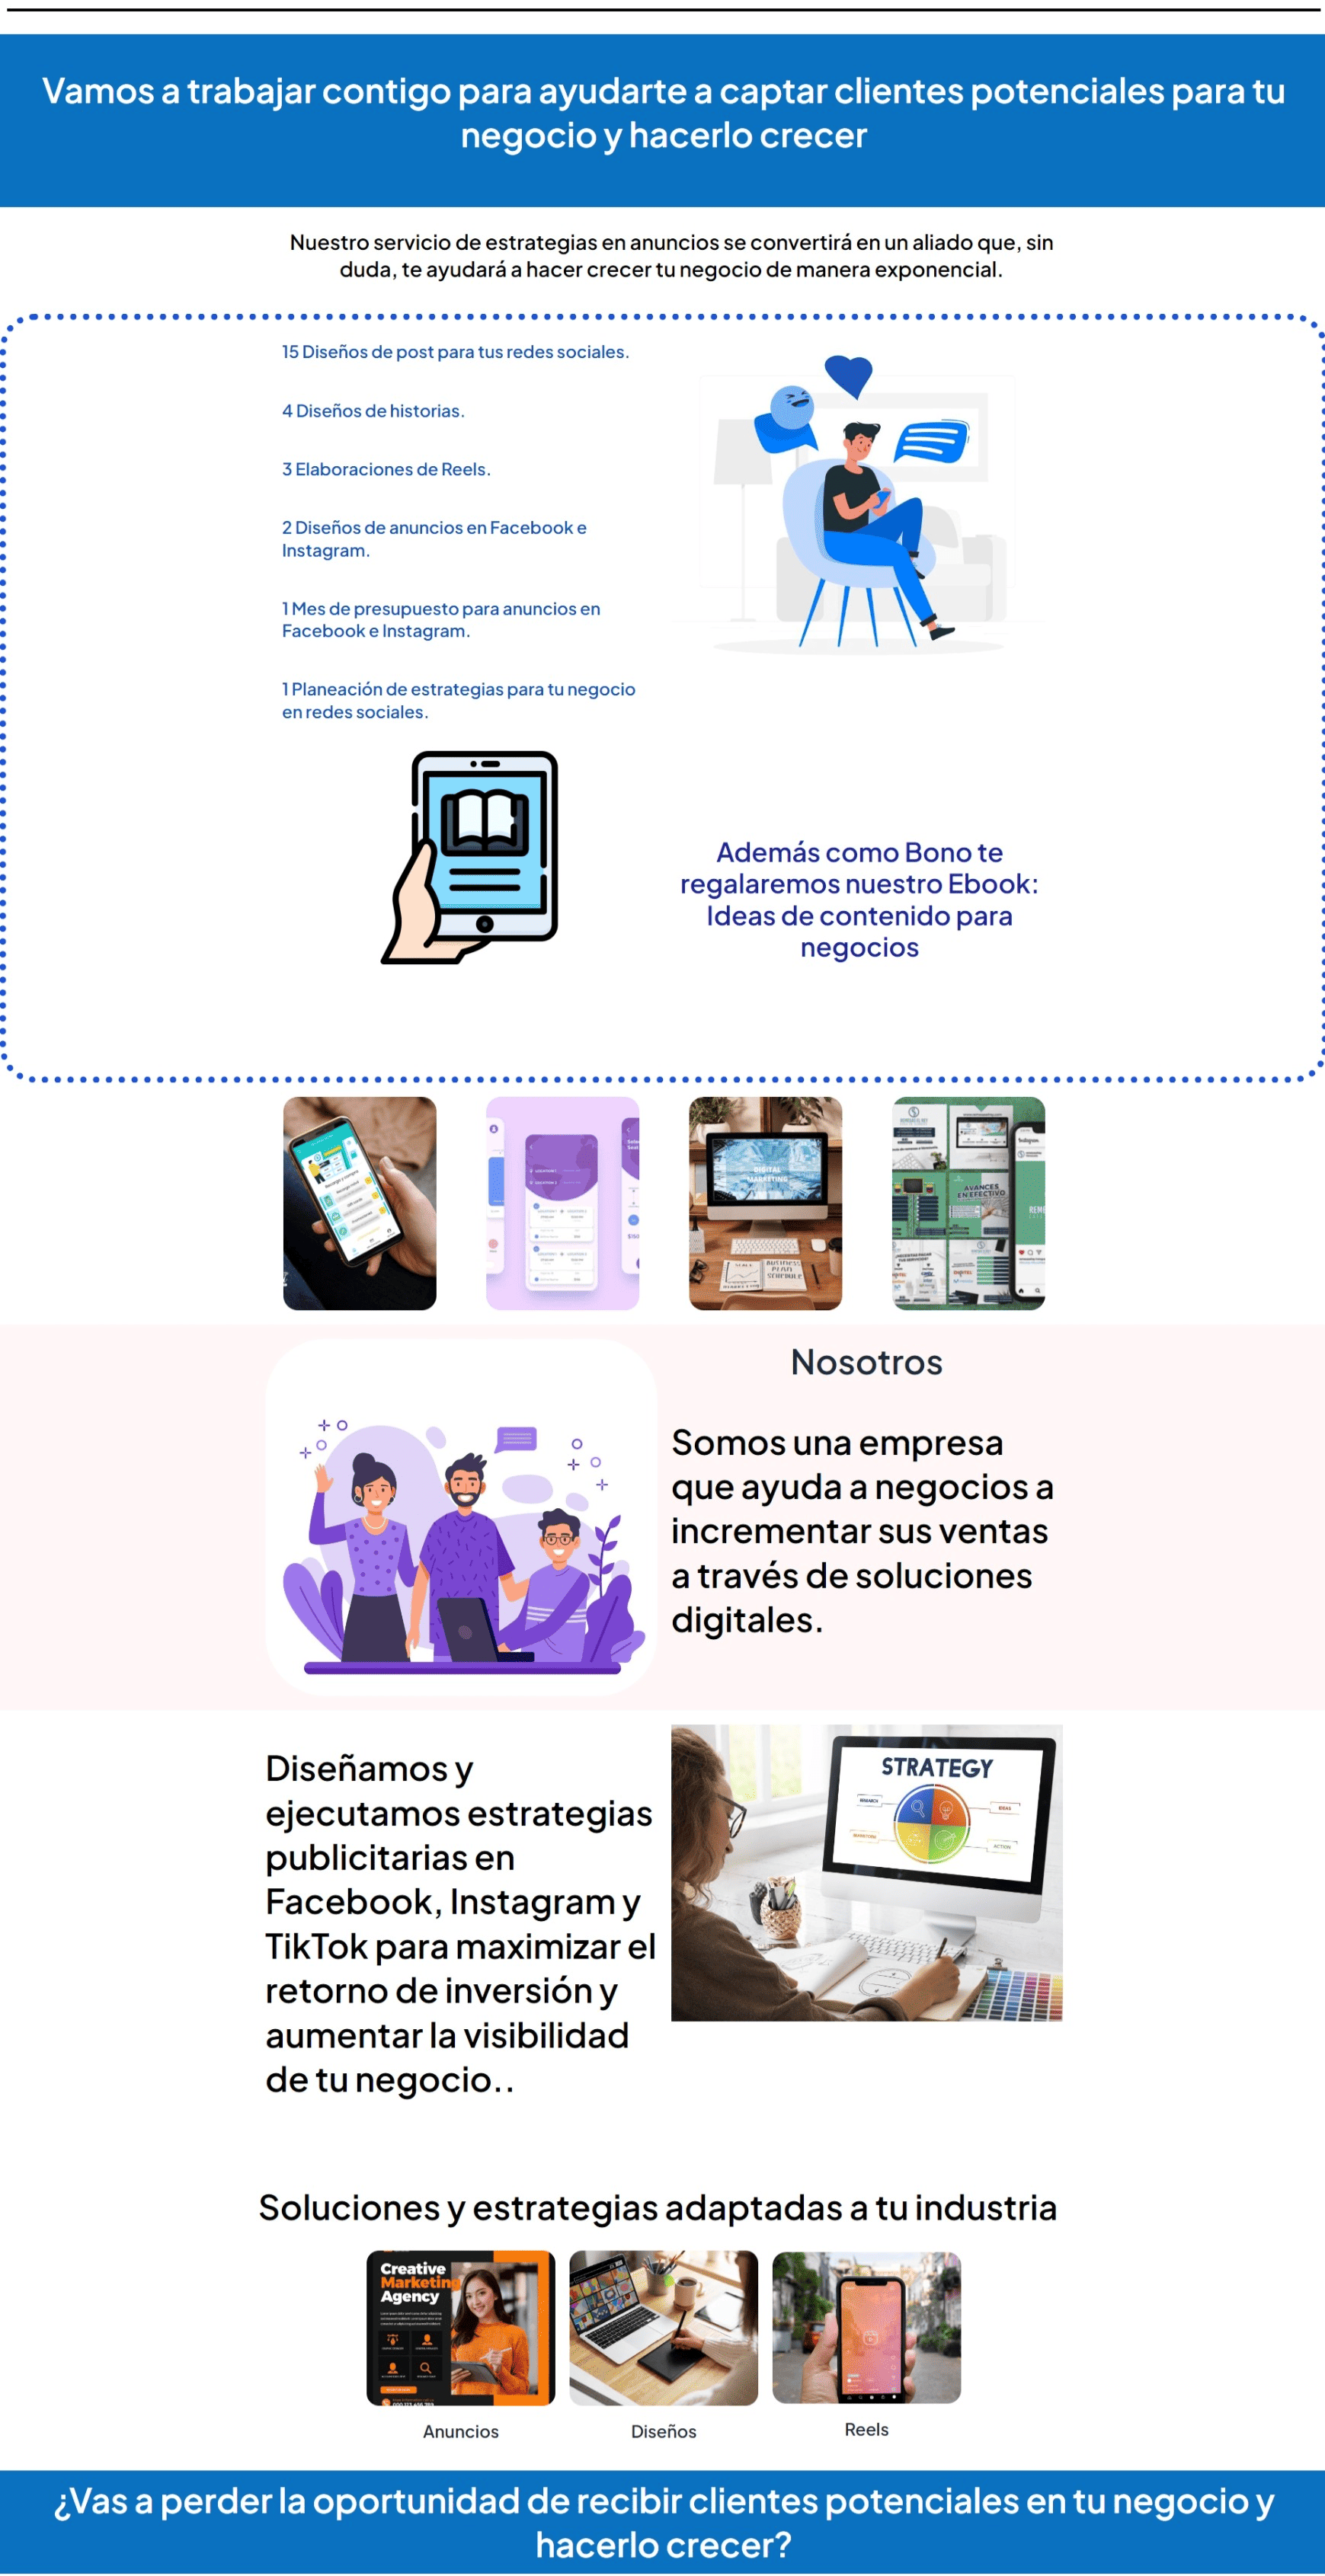 Vamos a trabajar contigo para ayudarte a captar clientes potenciales para tu
negocio y hacerlo crecer
Nuestro servicio de estrategias en anuncios se convertirá en un aliado que, sin
duda, te ayudará a hacer crecer tu negocio de manera exponencial.
15 Diseños de post para tus redes sociales.
4 Diseños de historias.
3 Elaboraciones de Reels.
2 Diseños de anuncios en Facebook e
Instagram.
1 Mes de presupuesto para anuncios en
Facebook e Instagram.
1 Planeación de estrategias para tu negocio
en redes sociales.
Además como Bono te
regalaremos nuestro Ebook:
Ideas de contenido para
negocios
DIGITAL
MARKETING
BUSINESS
PLAN
SCHEDULE
AVANCES
EN EFECTIVO
Nosotros
Somos una empresa
que ayuda a negocios a
incrementar sus ventas
a través de soluciones
digitales.
Diseñamos y
ejecutamos estrategias
publicitarias en
Facebook, Instagram y
TikTok para maximizar el
retorno de inversión y
aumentar la visibilidad
de tu negocio..
STRATEGY
RESEARCH
IDEAS
MARKETING
ACTION
Soluciones y estrategias adaptadas a tu industria
Creative
Marketing
Agency
Anuncios
Diseños
Reels
¿Vas a perder la oportunidad de recibir clientes potenciales en tu negocio y
hacerlo crecer?